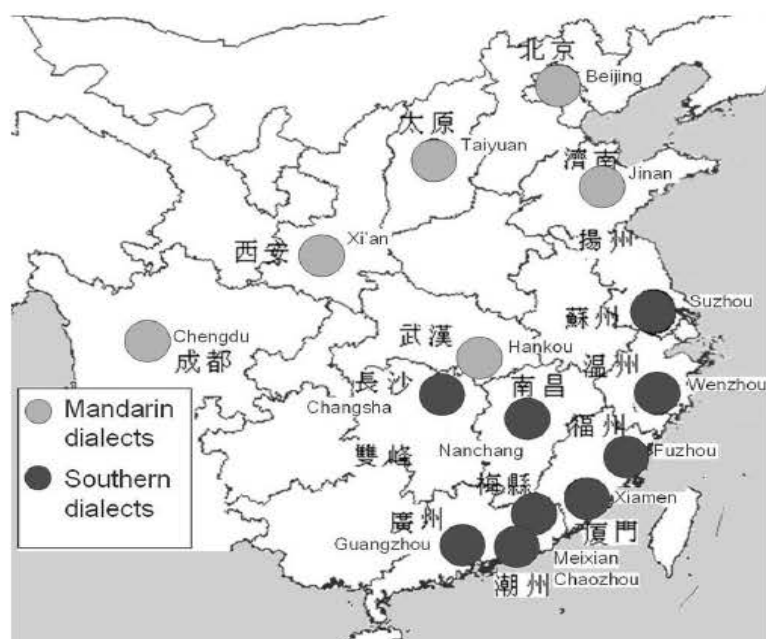 北京
Beijing
太原
Taiyuan
濟南
Jinan
西安
Xi'an
揚州
蘇州
Suzhou
Chengdu
成都
武漢
Hankou
温州
Wenzhou
長沙
Changsha
南昌
Nanchang
福州
Fuzhou
雙峰
梅縣
Xiamen
厦門
廣州
Guangzhou
Meixian
Chaozhou
潮州
Mandarin
dialects
Southern
dialects